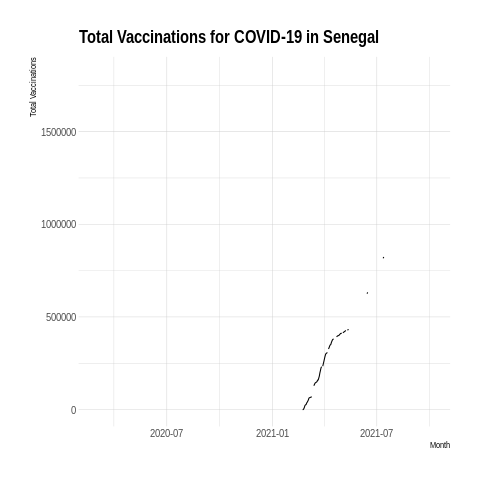 Total Vaccinations for COVID-19 in Senegal
Total Vaccinations
1500000
1000000
500000
0
2020-07 2021-01 2021-07
Month